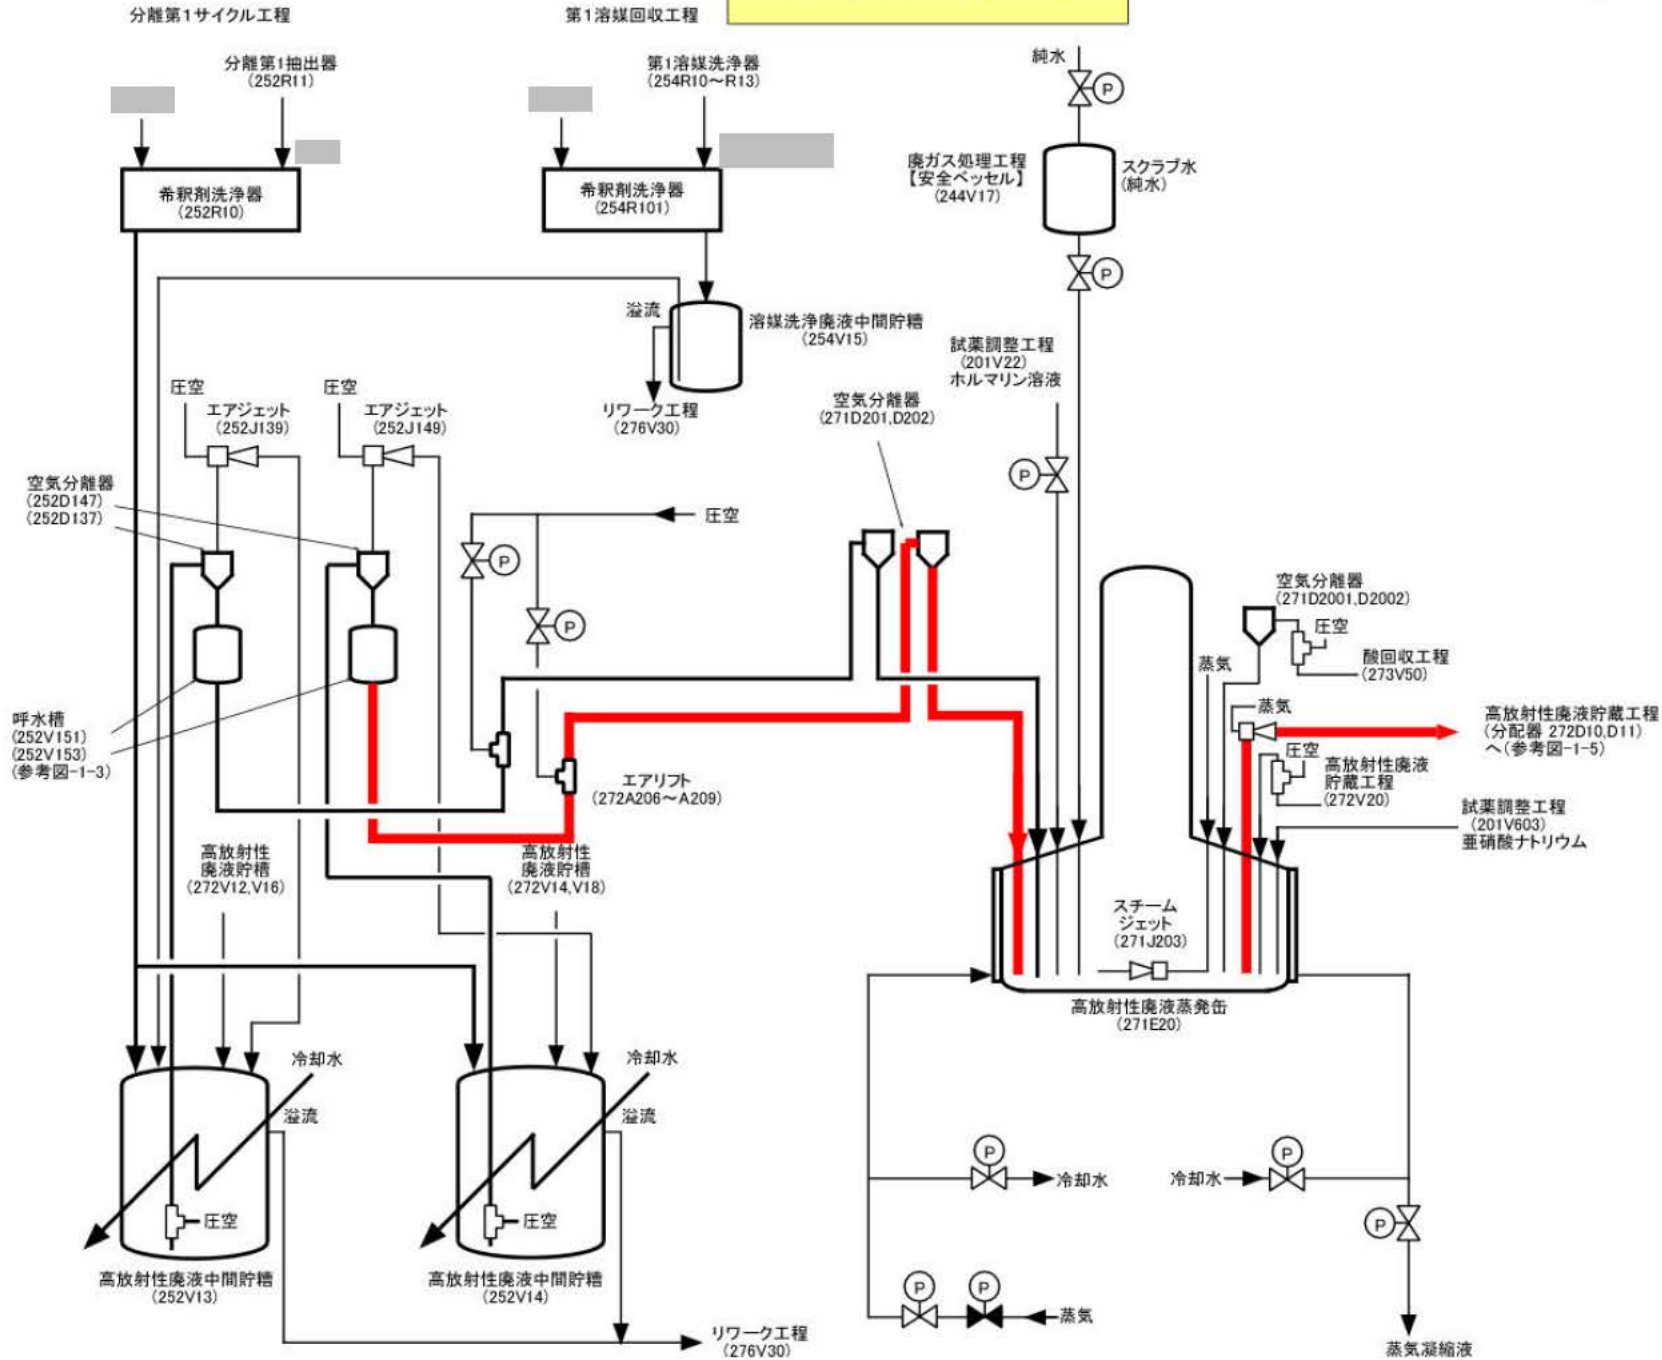 分離第1サイクル工程
第1溶媒回収工程
分離第1抽出器
(252R11)
第1溶媒洗浄器
(254R10～R13)
純水
P
希釈剤洗浄器
(252R10)
希釈剤洗浄器
(254R101)
廃ガス処理工程
【安全ベッセル】
(244V17)
スクラブ水
(純水)
P
溢流
溶媒洗浄廃液中間貯糟
(254V15)
リワーク工程
(276V30)
試薬調整工程
(201V22)
ホルマリン溶液
圧空
エアジェット
(252J139)
圧空
エアジェット
(252J149)
空気分離器
(271D201,D202)
P
空気分離器
(252D147)
(252D137)
圧空
P
P
空気分離器
(271D2001,D2002)
圧空
酸回収工程
(273V50)
蒸気
蒸気
高放射性廃液貯蔵工程
(分配器 272D10,D11)
へ(参考図-1-5)
圧空
高放射性廃液
貯蔵工程
(272V20)
試薬調整工程
(201V603)
亜硝酸ナトリウム
呼水槽
(252V151)
(252V153)
(参考図-1-3)
エアリフト
(272A206～A209)
高放射性
廃液貯槽
(272V12,V16)
高放射性
廃液貯槽
(272V14,V18)
スチーム
ジェット
(271J203)
高放射性廃液蒸発缶
(271E20)
冷却水
溢流
冷却水
溢流
圧空
圧空
高放射性廃液中間貯糟
(252V13)
高放射性廃液中間貯糟
(252V14)
リワーク工程
(276V30)
P
冷却水
冷却水
P
P
P
P
蒸気
蒸気凝縮液